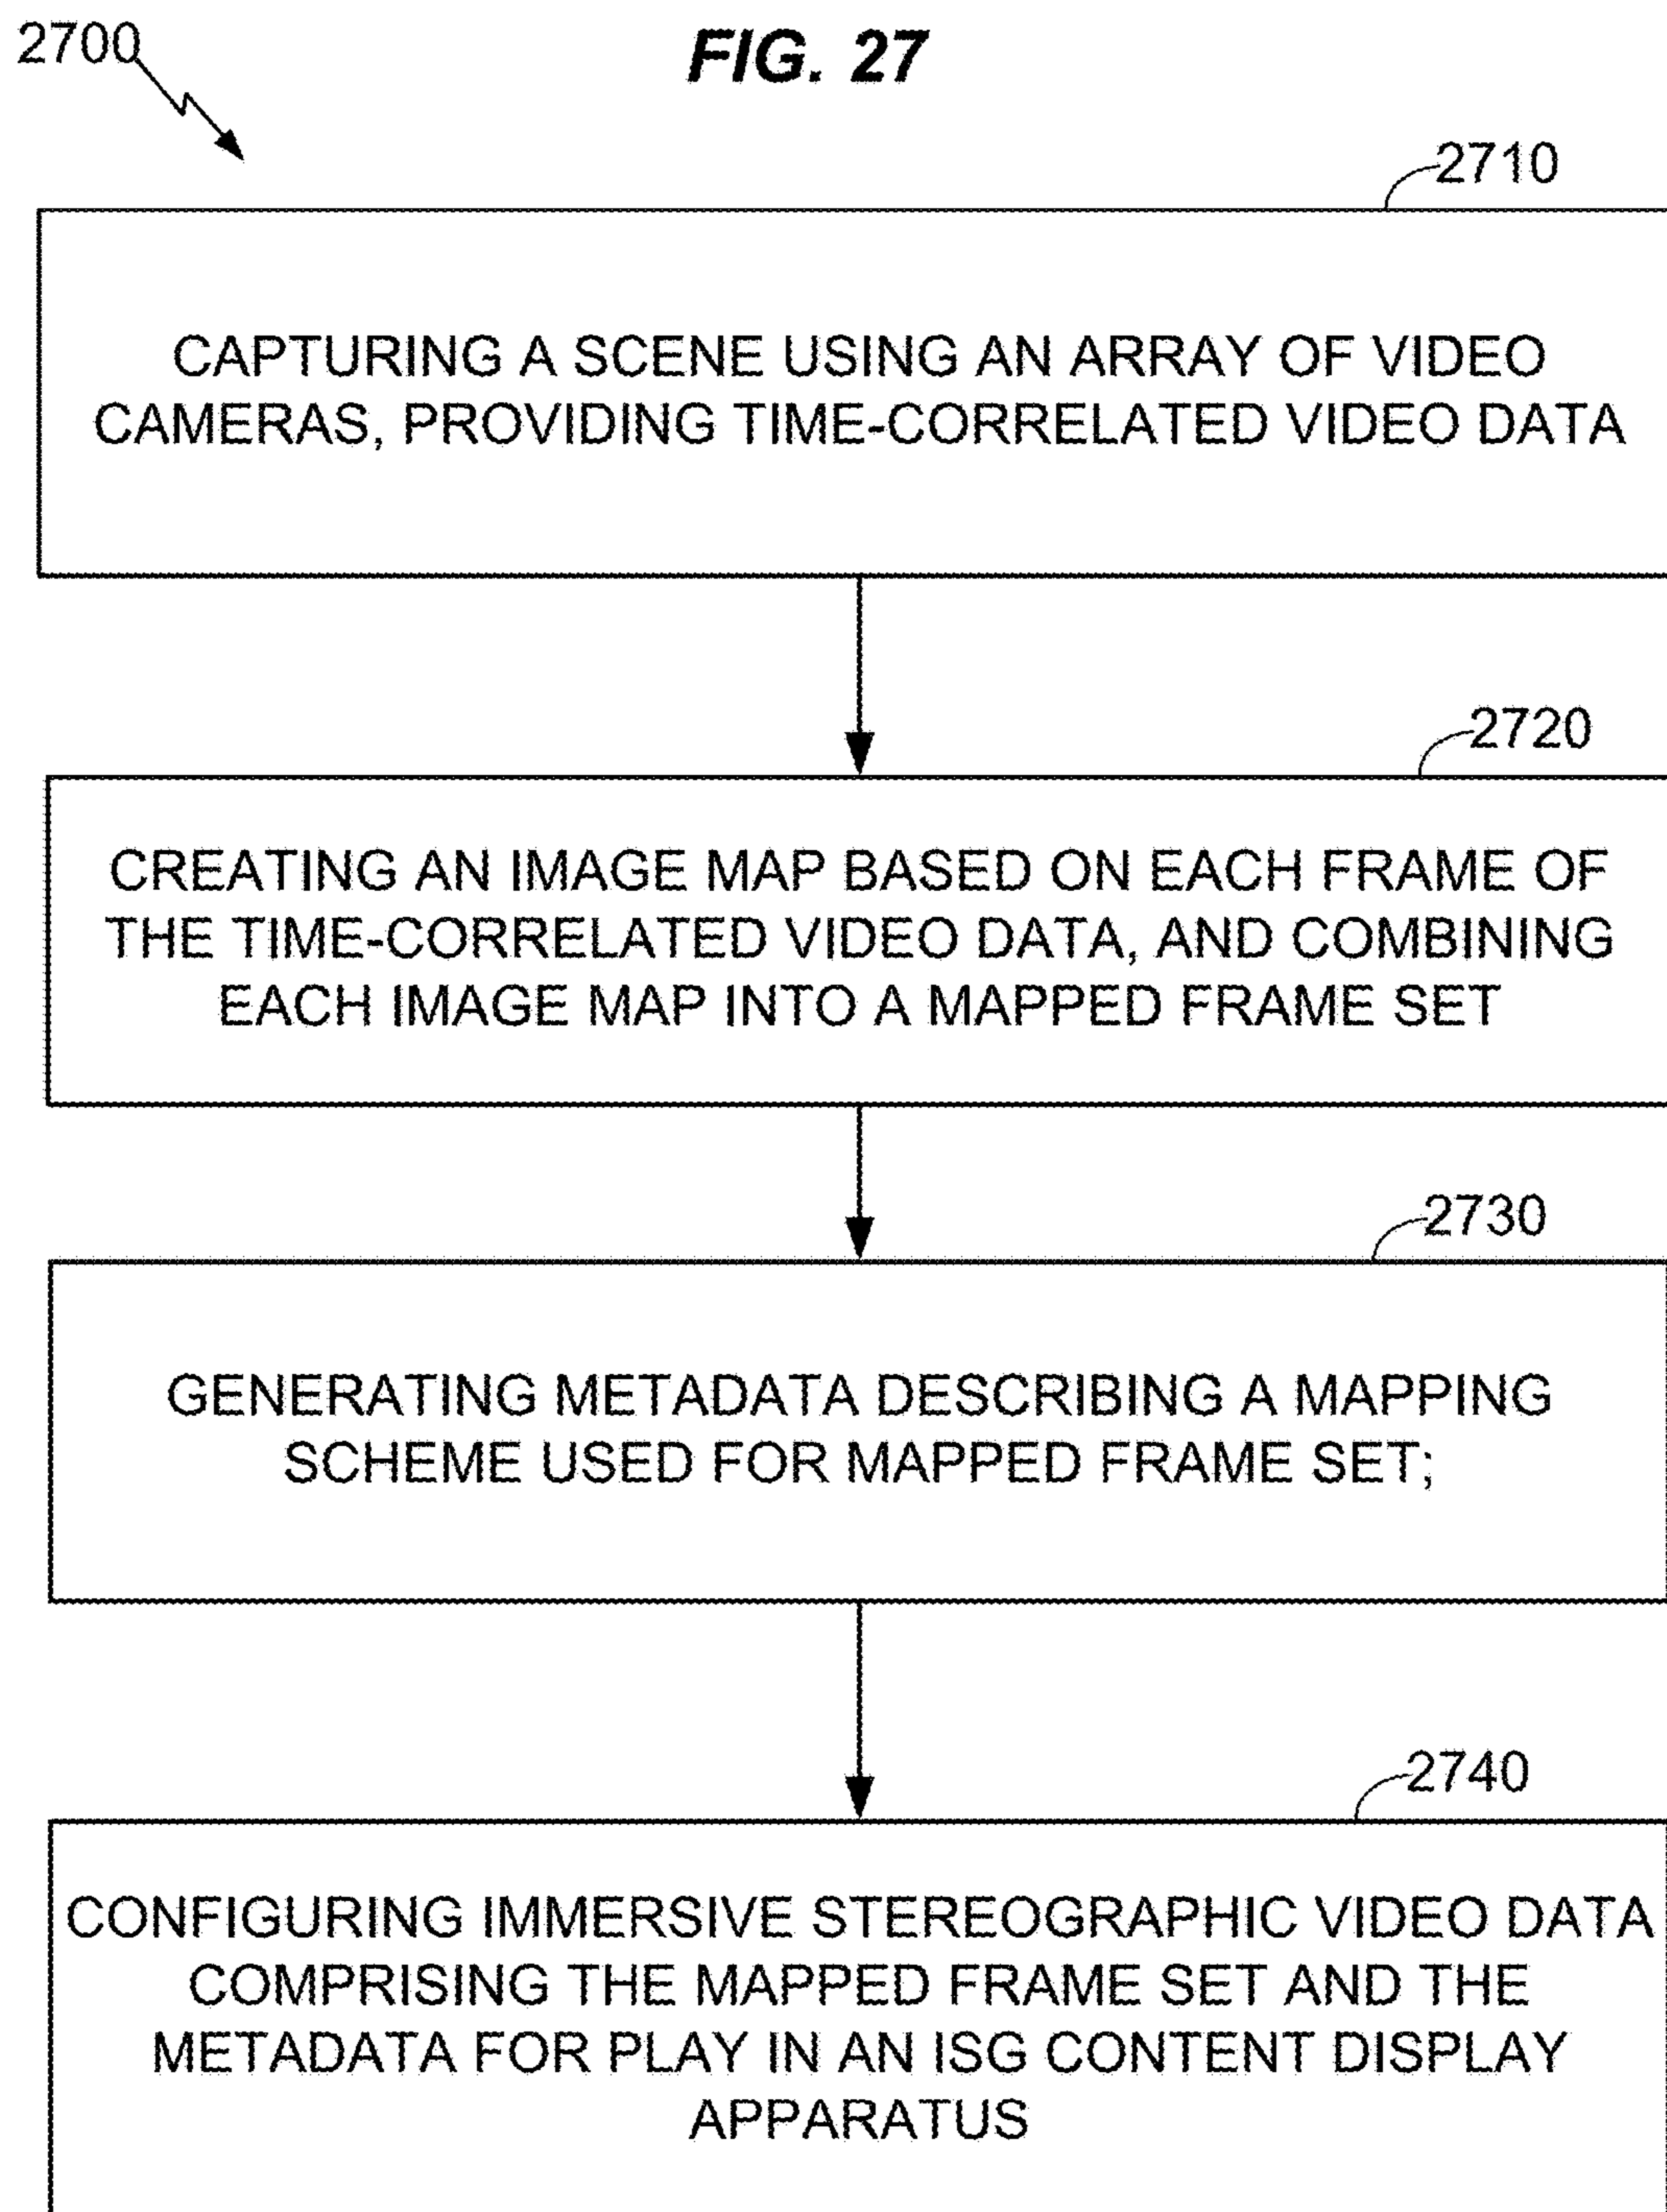 2700
FIG. 27
2710
CAPTURING A SCENE USING AN ARRAY OF VIDEO
CAMERAS, PROVIDING TIME-CORRELATED VIDEO DATA
2720
CREATING AN IMAGE MAP BASED ON EACH FRAME OF
THE TIME-CORRELATED VIDEO DATA, AND COMBINING
EACH IMAGE MAP INTO A MAPPED FRAME SET
2730
GENERATING METADATA DESCRIBING A MAPPING
SCHEME USED FOR MAPPED FRAME SET;
2740
CONFIGURING IMMERSIVE STEREOGRAPHIC VIDEO DATA
COMPRISING THE MAPPED FRAME SET AND THE
METADATA FOR PLAY IN AN ISG CONTENT DISPLAY
APPARATUS